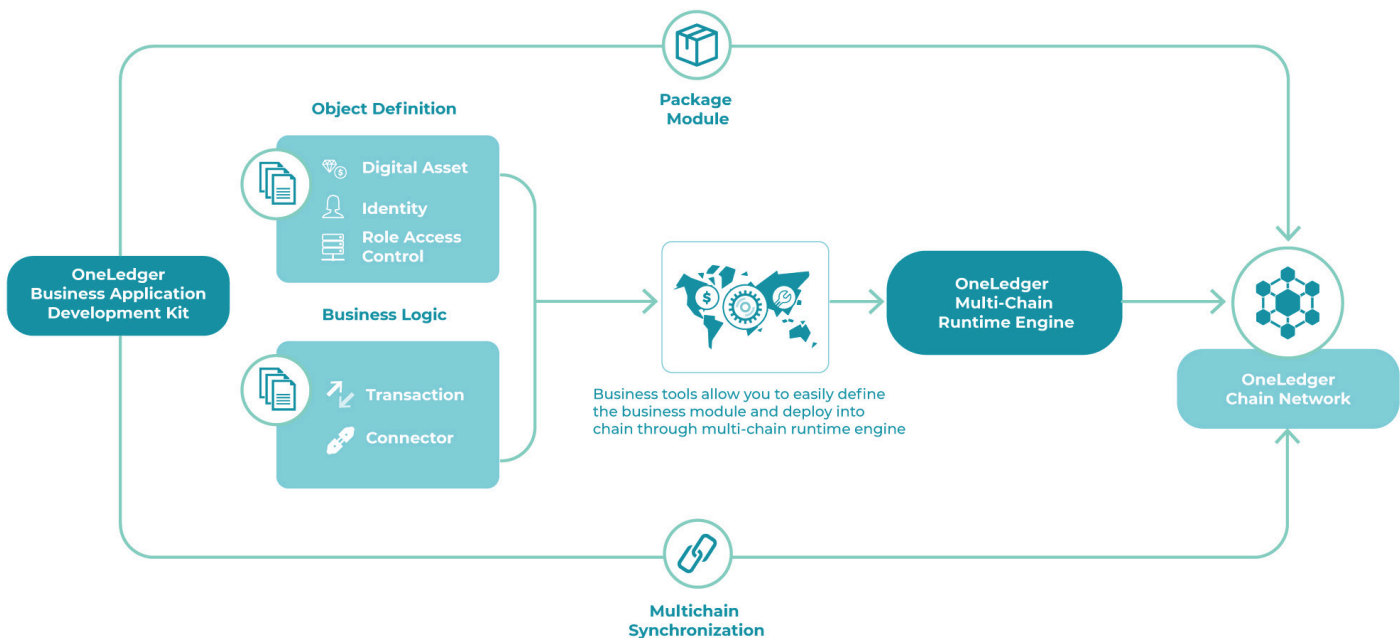 Package
Module
Object Definition
Digital Asset
Identity
Role Access
Control
OneLedger
Business Application
Development Kit
Business Logic
Transaction
Connector
$
Business tools allow you to easily define
the business module and deploy into
chain through multi-chain runtime engine
OneLedger
Multi-Chain
Runtime Engine
OneLedger
Chain Network
Multichain
Synchronization